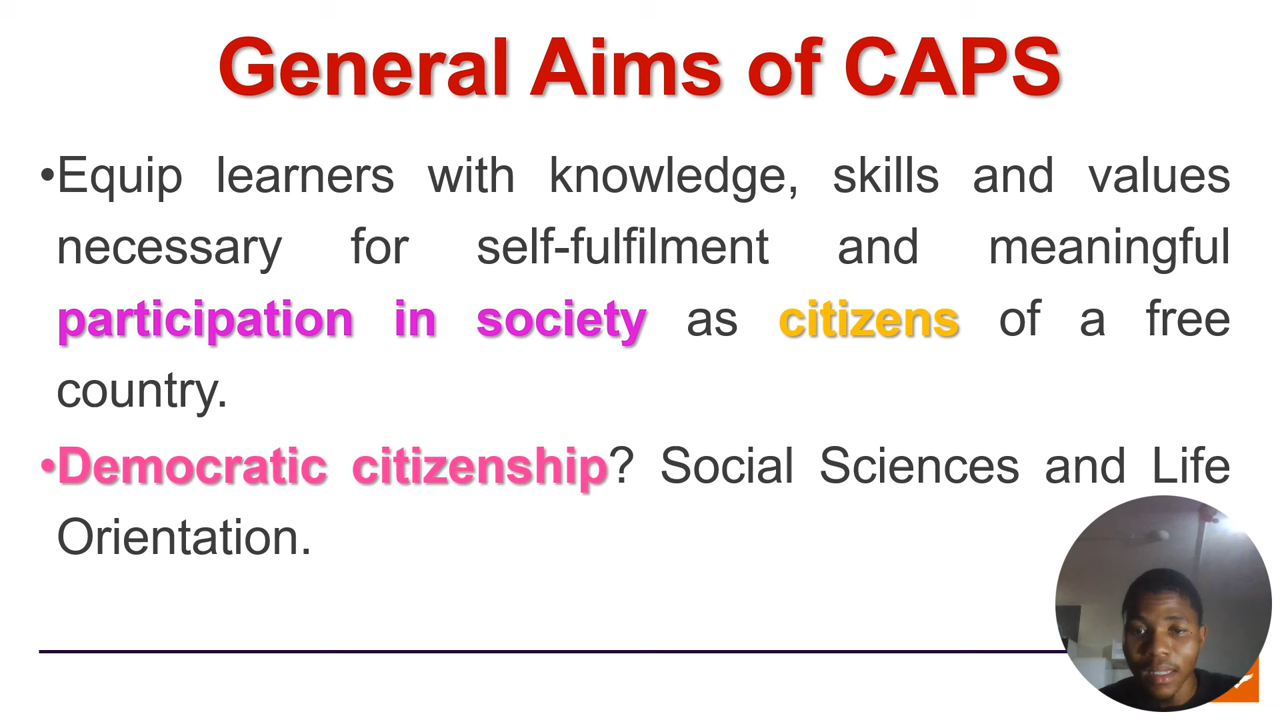 General Aims of CAPS
•Equip learners with knowledge, skills and values
necessary for self-fulfilment and meaningful
participation in society as citizens of a free
country.
•Democratic citizenship? Social Sciences and Life
Orientation.